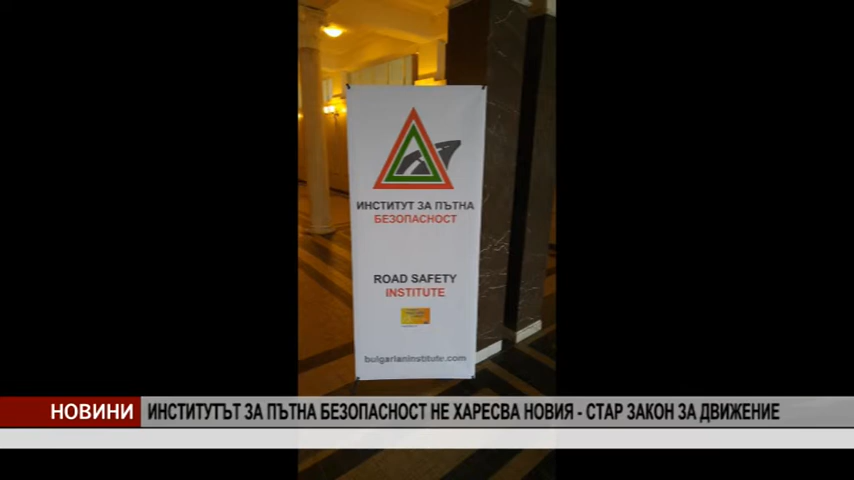 ИНСТИТУТ ЗА ПЪТНА
БЕЗОПАСНОСТ
ROAD SAFETY
INSTITUTE
bulgarianinstitute.com
НОВИНИ
ИНСТИТУТЪТ ЗА ПЪТНА БЕЗОПАСНОСТ НЕ ХАРЕСВА НОВИЯ - СТАР ЗАКОН ЗА ДВИЖЕНИЕ